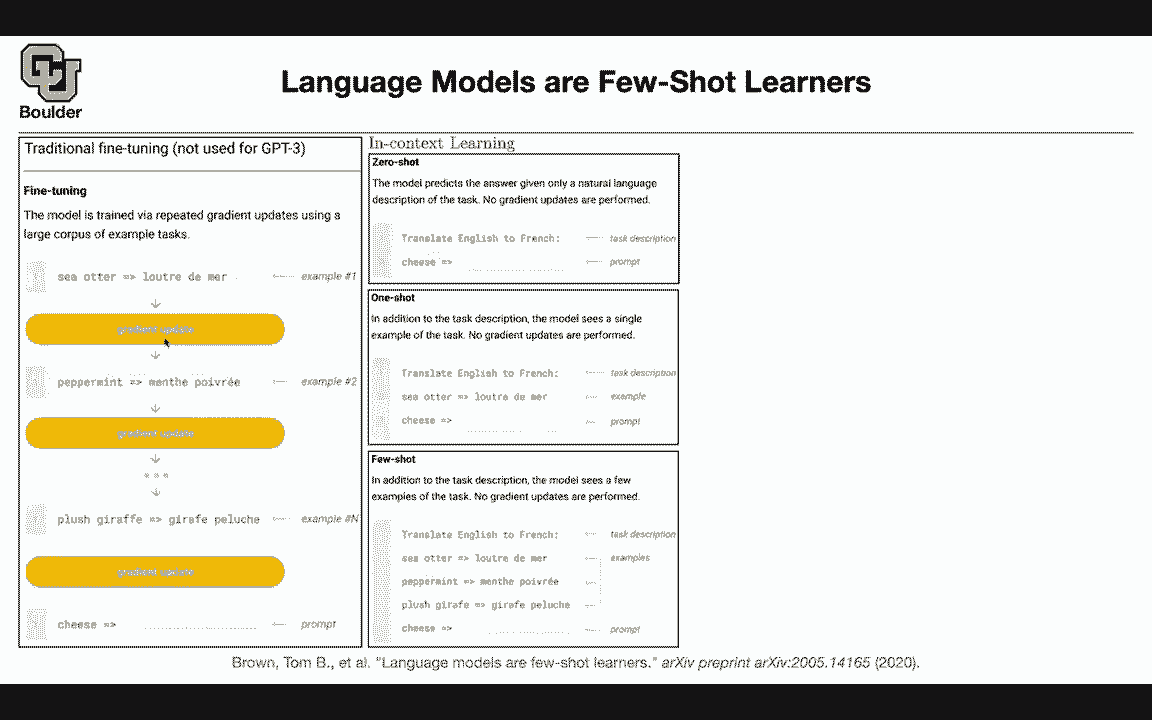 Boulder
Language Models are Few-Shot Learners
Traditional fine-tuning (not used for GPT-3)
Fine-tuning
The model is trained via repeated gradient updates using a
large corpus of example tasks.
sea otter => loutre de mer
example #1
gradient update
peppermint => menthe poivrée
example #2
gradient update
plush giraffe => girafe peluche
example #N
gradient update
cheese =>
prompt
In-context Learning
Zero-shot
The model predicts the answer given only a natural language
description of the task. No gradient updates are performed.
Translate English to French:
task description
cheese =>
prompt
One-shot
In addition to the task description, the model sees a single
example of the task. No gradient updates are performed.
Translate English to French:
task description
sea otter => loutre de mer
example
cheese =>
prompt
Few-shot
In addition to the task description, the model sees a few
examples of the task. No gradient updates are performed.
Translate English to French:
task description
sea otter => loutre de mer
examples
peppermint => menthe poivrée
plush girafe => girafe peluche
cheese =>
prompt
Brown, Tom B., et al. "Language models are few-shot learners." arXiv preprint arXiv:2005.14165 (2020).